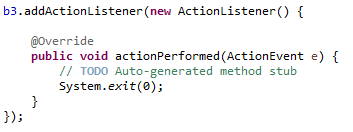 b3.addActionListener(new ActionListener() {
@Override
public void actionPerformed(ActionEvent e) {
// TODO Auto-generated method stub
System.exit(0);
}
});